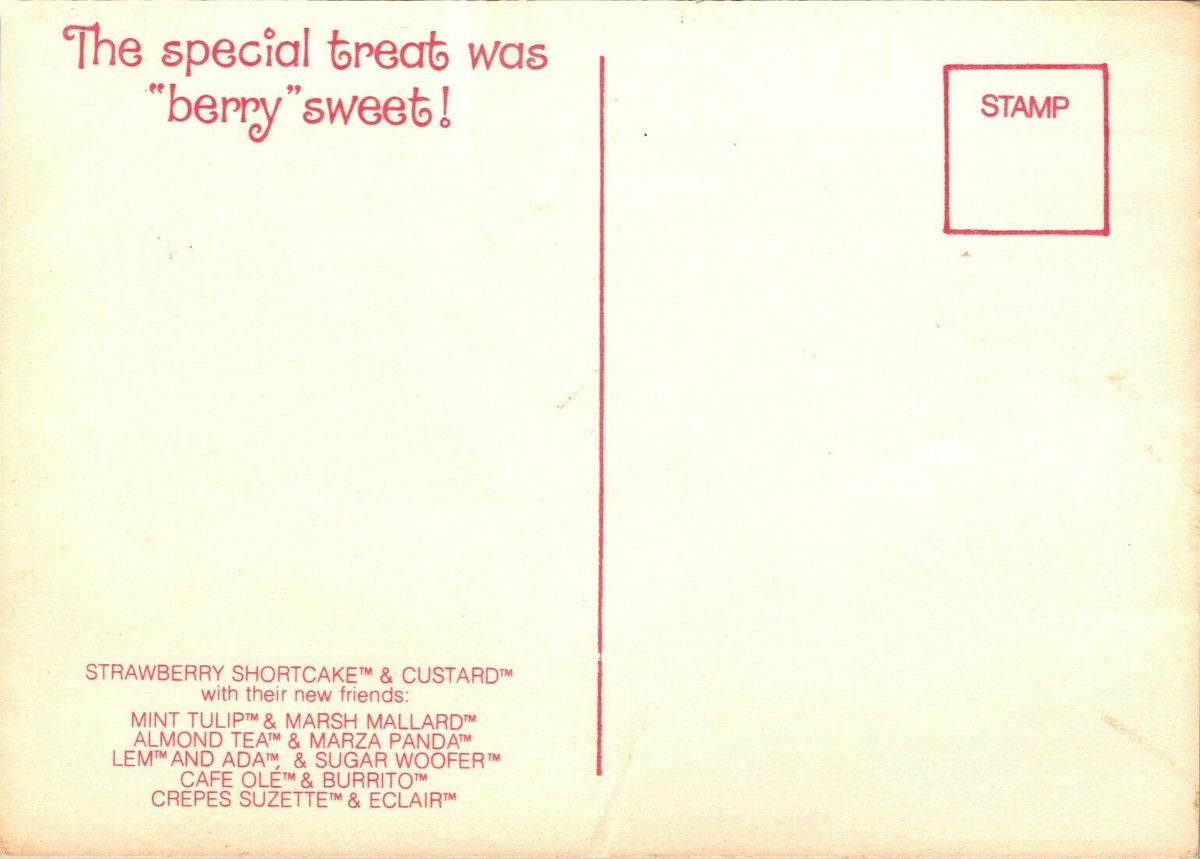 The special treat was
"berry" sweet!
STAMP
STRAWBERRY SHORTCAKE™ & CUSTARD™
with their new friends:
MINT TULIP™ & MARSH MALLARD™
ALMOND TEA™ & MARZA PANDA™
LEM™ AND ADA™, & SUGAR WOOFER™
CAFE OLÉ™ & BURRITO™
CREPES SUZETTE™ & ECLAIR™